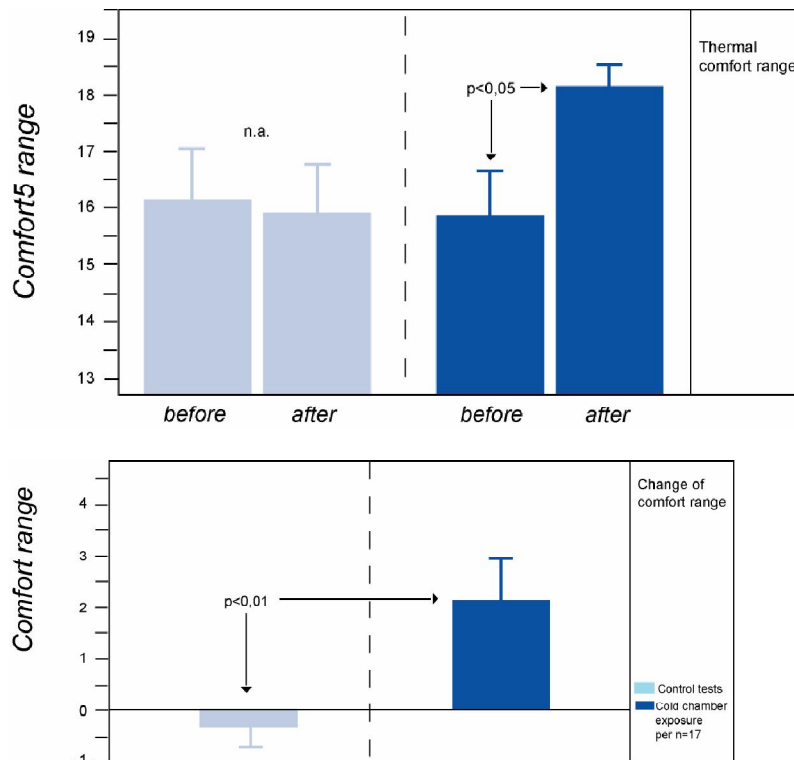 19
18
17
16
15
14
13
Comfort5 range
n.a.
p<0,05
Thermal
comfort range
before
after
before
after
4
3
2
1
0
1
Comfort range
p<0,01
Change of
comfort range
Control tests
Cold chamber
exposure
per n=17